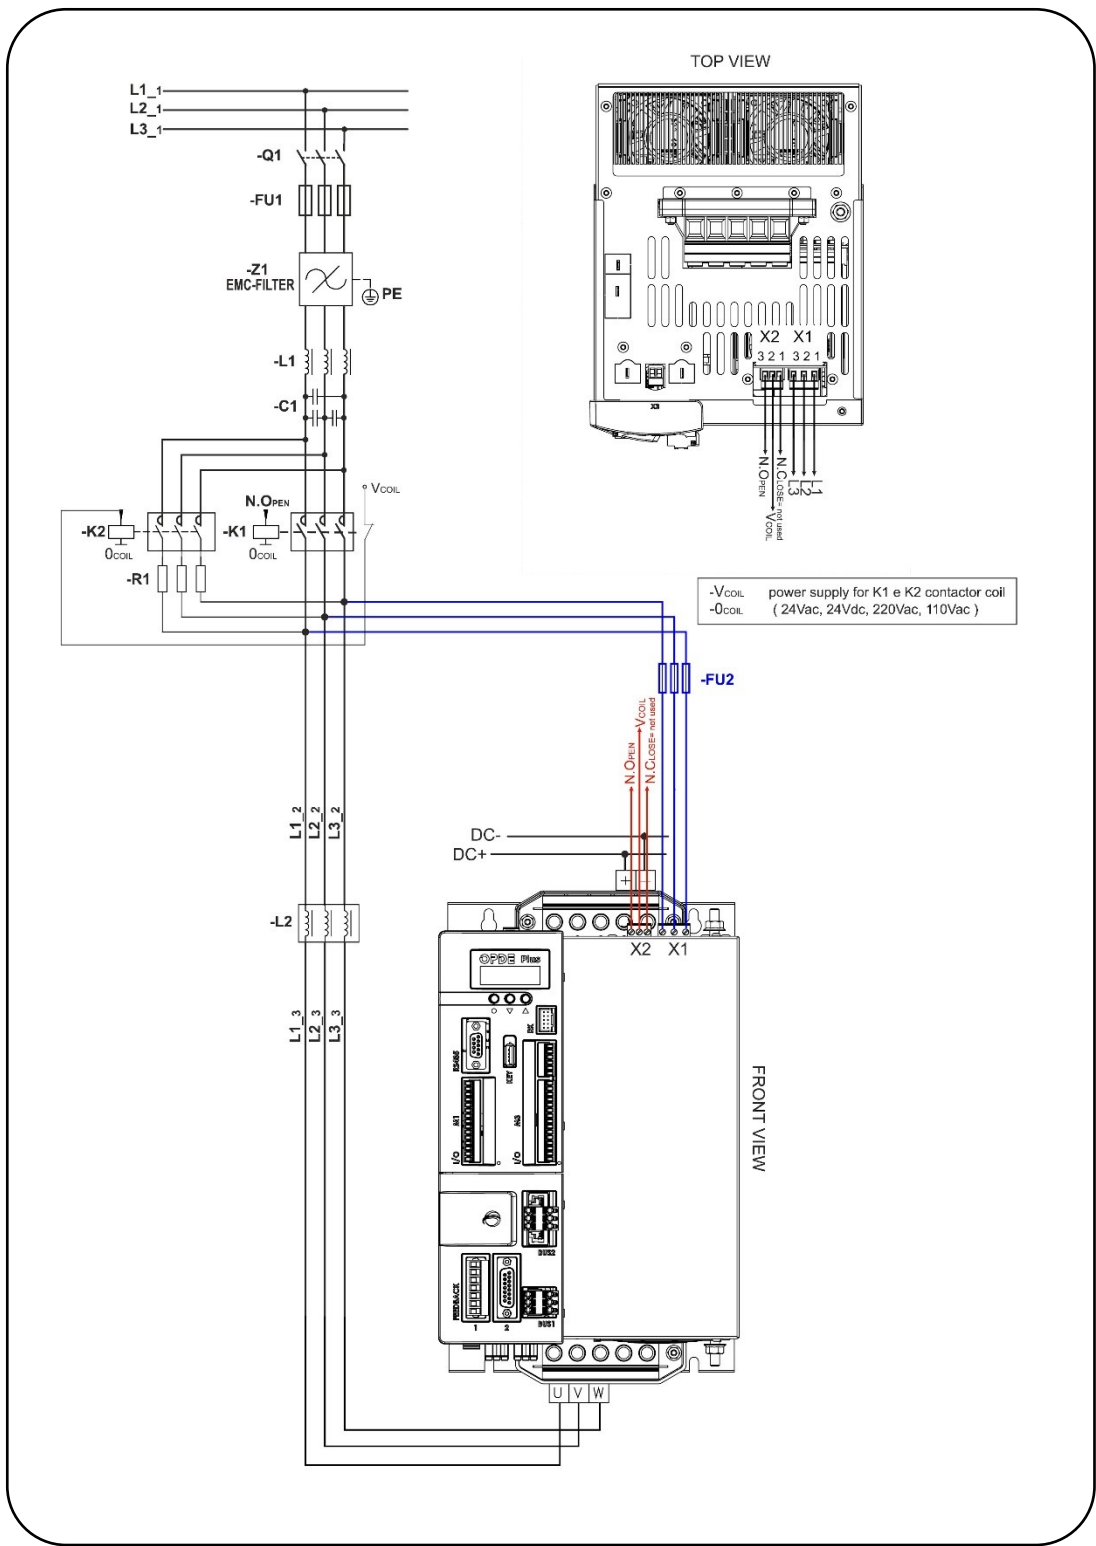 TOP VIEW
L1_1
L2_1
L3_1
-Q1
-FU1
-Z1
EMC-FILTER
PE
-L1
-C1
X2 X1
3 2 1 3 2 1
X3
N.OPEN
VCOIL
N.CLOSE= not used
L3
L2
L1
VCOIL
N.OPEN
-K2
-K1
0COIL
0COIL
-R1
-VCOIL power supply for K1 e K2 contactor coil
-0COIL ( 24Vac, 24Vdc, 220Vac, 110Vac )
-FU2
N.OPEN
VCOIL
N.CLOSE= not used
L1_2
L2_2
L3_2
DC-
DC+
+ -
-L2
X2 X1
OPDE Plus
L1_3
L2_3
L3_3
RS485
KEY
I/O M1
I/O M3
FRONT VIEW
BUS2
FEEDBACK
1 2
BUS1
U V W